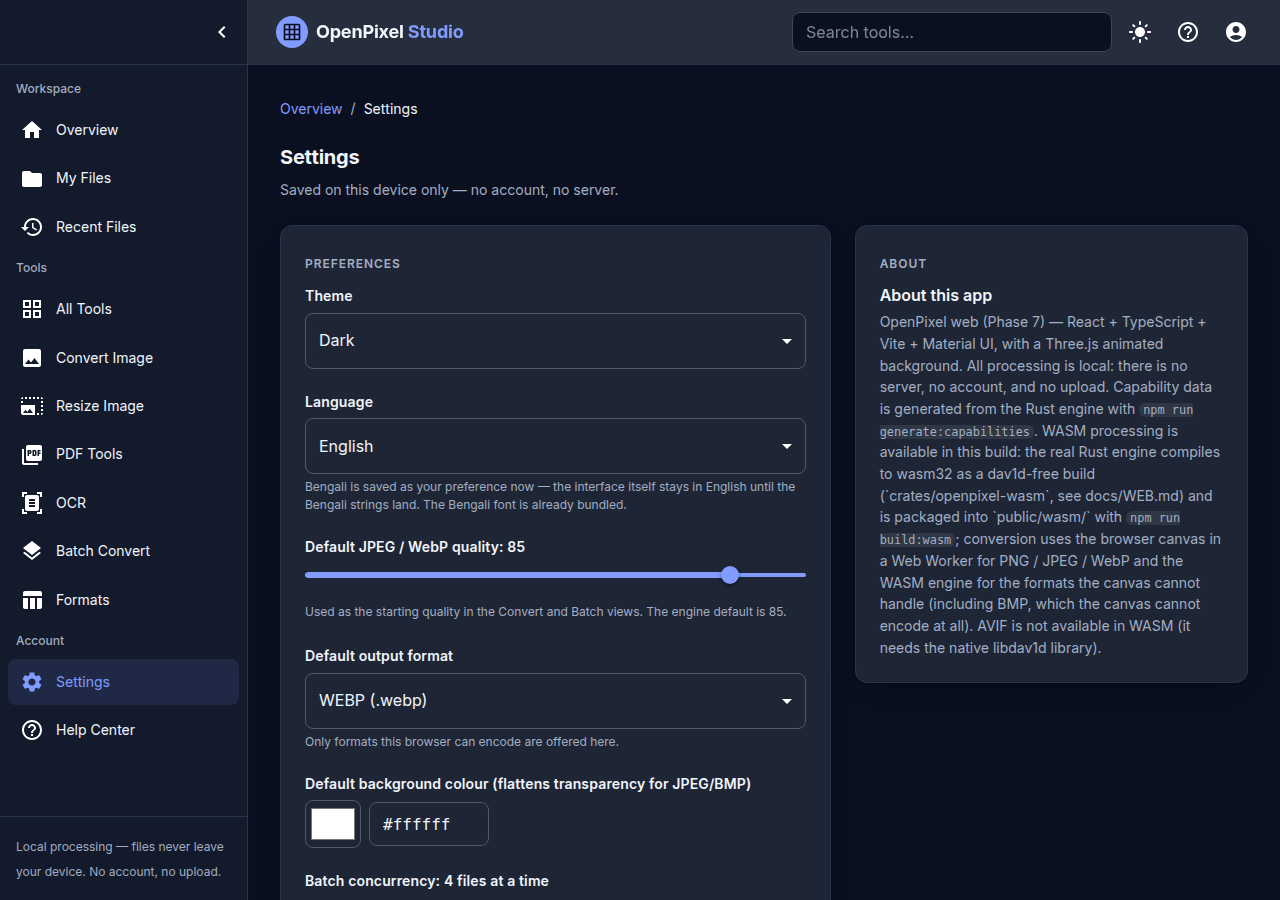 OpenPixel Studio
Search tools...
Workspace
Overview
My Files
Recent Files
Tools
All Tools
Convert Image
Resize Image
PDF Tools
OCR
Batch Convert
Formats
Account
Settings
Help Center
Local processing — files never leave
your device. No account, no upload.
Overview / Settings
Settings
Saved on this device only — no account, no server.
PREFERENCES
Theme
Dark
Language
English
Bengali is saved as your preference now — the interface itself stays in English until the
Bengali strings land. The Bengali font is already bundled.
Default JPEG / WebP quality: 85
Used as the starting quality in the Convert and Batch views. The engine default is 85.
Default output format
WEBP (.webp)
Only formats this browser can encode are offered here.
Default background colour (flattens transparency for JPEG/BMP)
#ffffff
Batch concurrency: 4 files at a time
ABOUT
About this app
OpenPixel web (Phase 7) — React + TypeScript +
Vite + Material UI, with a Three.js animated
background. All processing is local: there is no
server, no account, and no upload. Capability data
is generated from the Rust engine with npm run
generate:capabilities. WASM processing is
available in this build: the real Rust engine compiles
to wasm32 as a dav1d-free build
(`crates/openpixel-wasm`, see docs/WEB.md) and
is packaged into `public/wasm/` with npm run
build:wasm; conversion uses the browser canvas in
a Web Worker for PNG / JPEG / WebP and the
WASM engine for the formats the canvas cannot
handle (including BMP, which the canvas cannot
encode at all). AVIF is not available in WASM (it
needs the native libdav1d library).